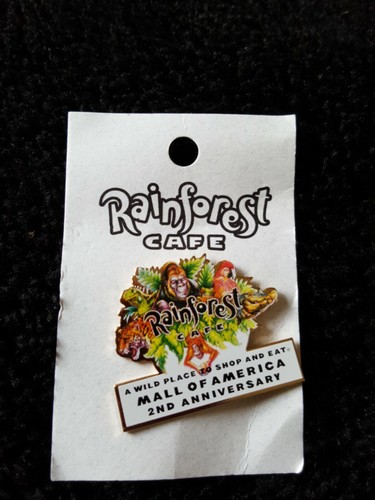 Rainforest
CAFE
Rainforest
CAFE
A WILD PLACE TO SHOP AND EAT®
MALL OF AMERICA
2ND ANNIVERSARY